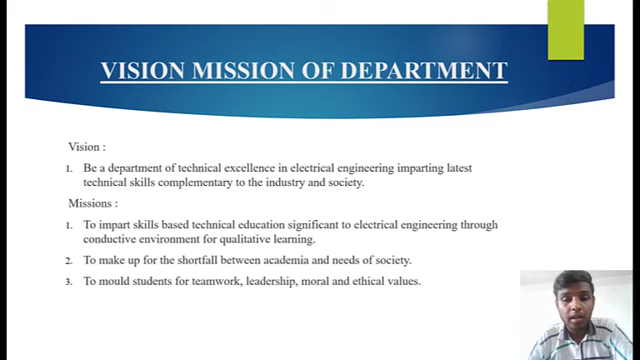 VISION MISSION OF DEPARTMENT
Vision :
1. Be a department of technical excellence in electrical engineering imparting latest
technical skills complementary to the industry and society.
Missions :
1. To impart skills based technical education significant to electrical engineering through
conductive environment for qualitative learning.
2. To make up for the shortfall between academia and needs of society.
3. To mould students for teamwork, leadership, moral and ethical values.